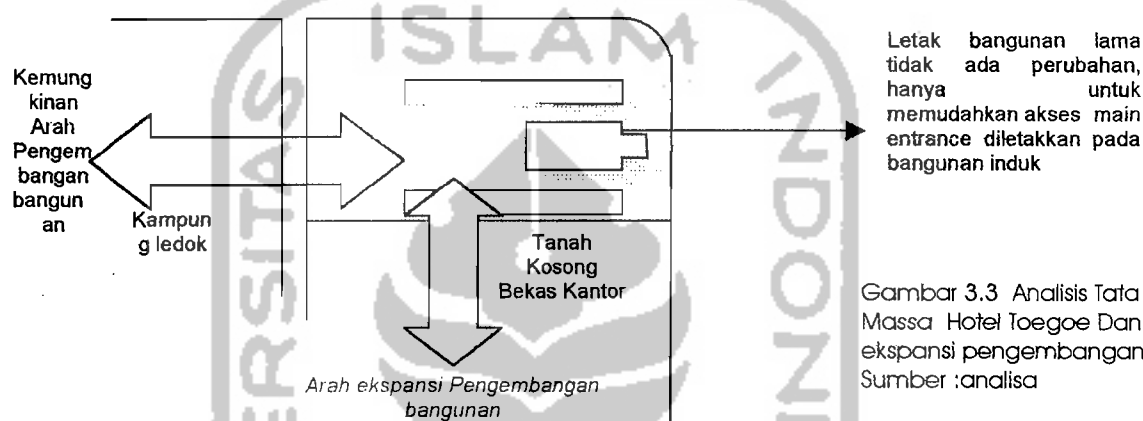 ISLAM
Kemung
kinan
Arah
Pengem
bangan
bangun
an
Kampun
g ledok
Tanah
Kosong
Bekas Kantor
Arah ekspansi Pengembangan
bangunan
Letak bangunan lama
tidak ada perubahan,
hanya untuk
memudahkan akses main
entrance diletakkan pada
bangunan induk
Gambar 3.3 Analisis Tata
Massa Hotel Toegoe Dan
ekspansi pengembangan
Sumber :analisa